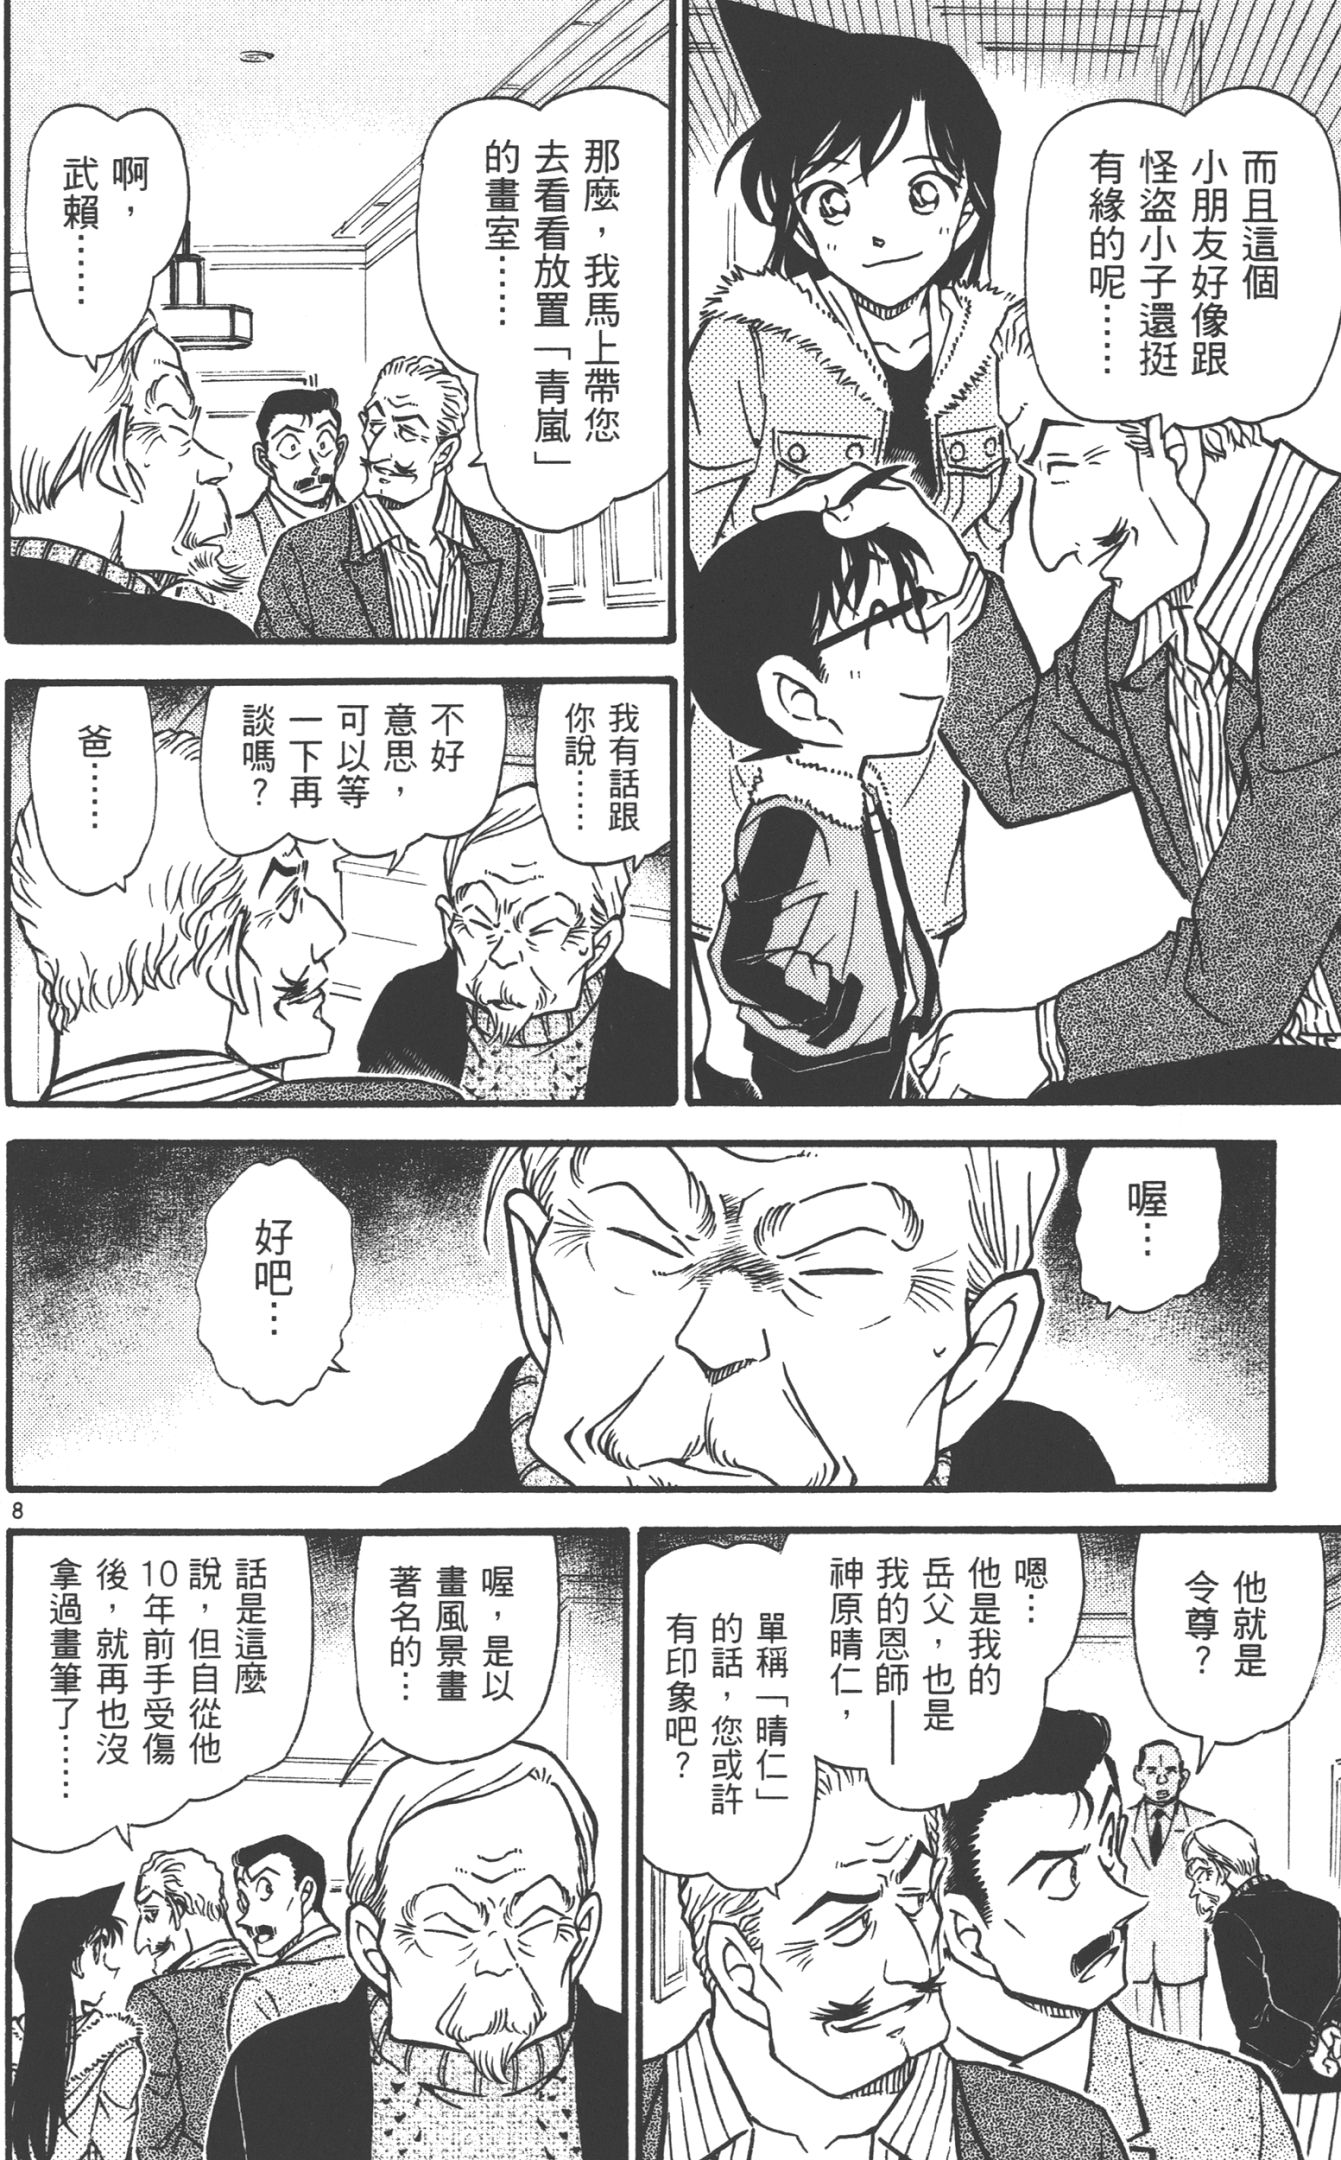 而且這個
小朋友好像跟
怪盜小子還挺
有緣的呢……
那麼，我馬上帶您
去看看放置「青嵐」
的畫室……
啊，
武賴……
我有話跟
你說……
不好
意思，
可以等
一下再
談嗎？
爸……
喔…
好吧…
8
他就是
令尊？
嗯…
他是我的
岳父，也是
我的恩師——
神原晴仁，
單稱「晴仁」
的話，您或許
有印象吧？
喔，是以
畫風景畫
著名的…
話是這麼
說，但自從他
10年前手受傷
後，就再也沒
拿過畫筆了……